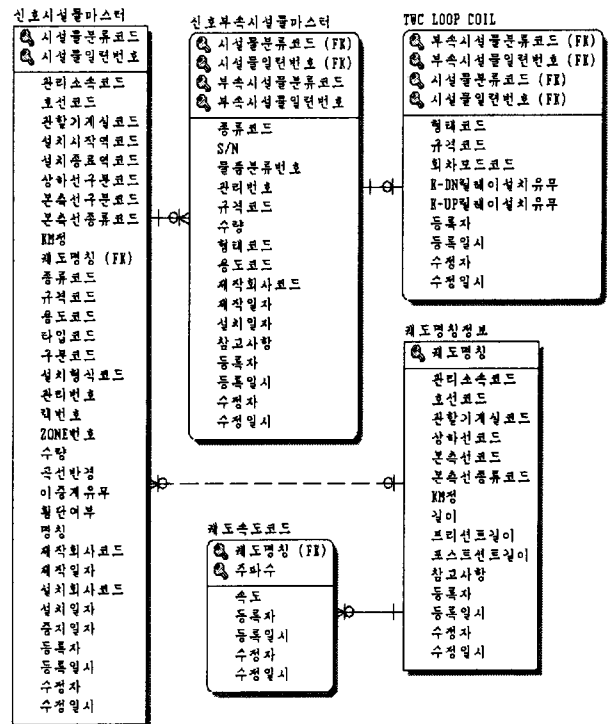 신호시설물마스터
시설물분류코드
시설물일련번호
관리소속코드
호선코드
관할기계실코드
설치시작역코드
설치종료역코드
상하선구분코드
본측선구분코드
본측선종류코드
KM정
궤도명칭 (FK)
종류코드
규격코드
용도코드
타입코드
구분코드
설치형식코드
관리번호
랙번호
ZONE번호
수량
곡선반경
이중계유무
횡단여부
명칭
제작회사코드
제작일자
설치회사코드
설치일자
중지일자
등록자
등록일시
수정자
수정일시
신호부속시설물마스터
시설물분류코드 (FK)
시설물일련번호 (FK)
부속시설물분류코드
부속시설물일련번호
종류코드
S/N
물품분류번호
관리번호
규격코드
수량
형태코드
용도코드
제작회사코드
제작일자
설치일자
참고사항
등록자
등록일시
수정자
수정일시
TWC LOOP COIL
부속시설물분류코드 (FK)
부속시설물일련번호 (FK)
시설물분류코드 (FK)
시설물일련번호 (FK)
형태코드
규격코드
회차모드코드
R-DN릴레이설치유무
R-UP릴레이설치유무
등록자
등록일시
수정자
수정일시
궤도명칭정보
궤도명칭
관리소속코드
호선코드
관할기계실코드
상하선코드
본측선코드
본측선종류코드
KM정
길이
프리션트길이
포스트션트길이
참고사항
등록자
등록일시
수정자
수정일시
궤도속도코드
궤도명칭 (FK)
주파수
속도
등록자
등록일시
수정자
수정일시